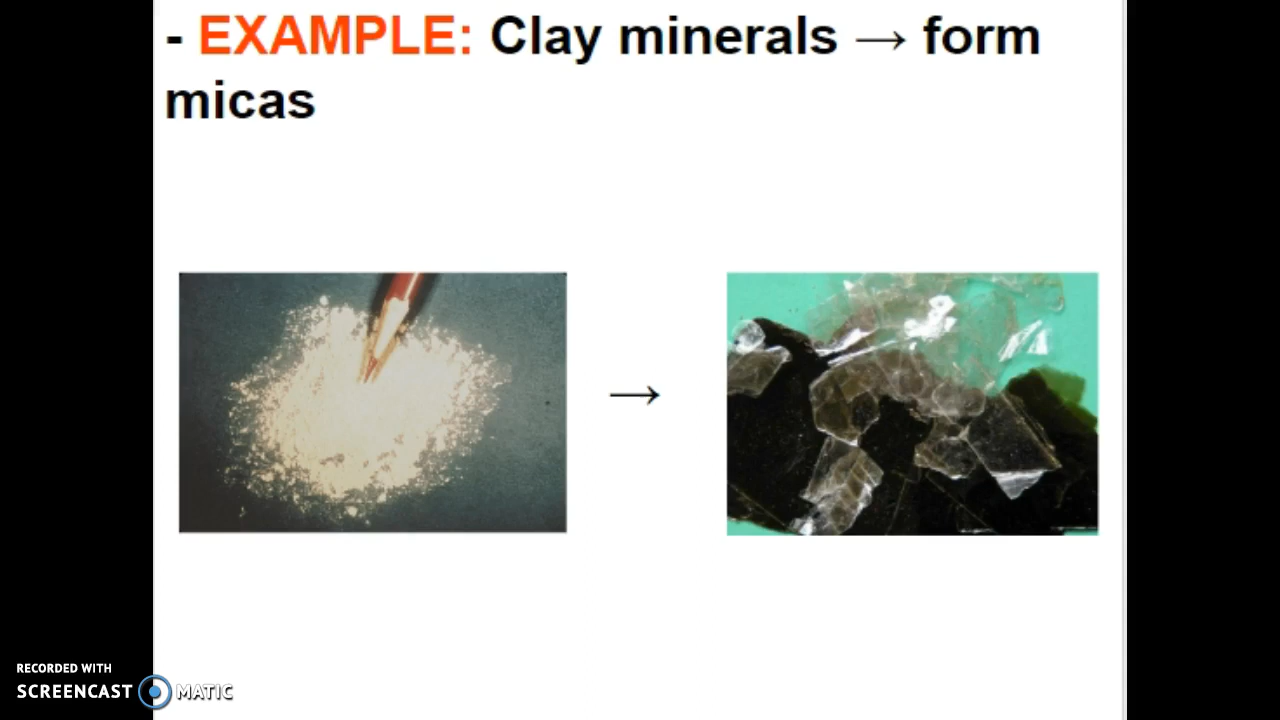 - EXAMPLE: Clay minerals → form
micas
→
RECORDED WITH
SCREENCAST MATIC